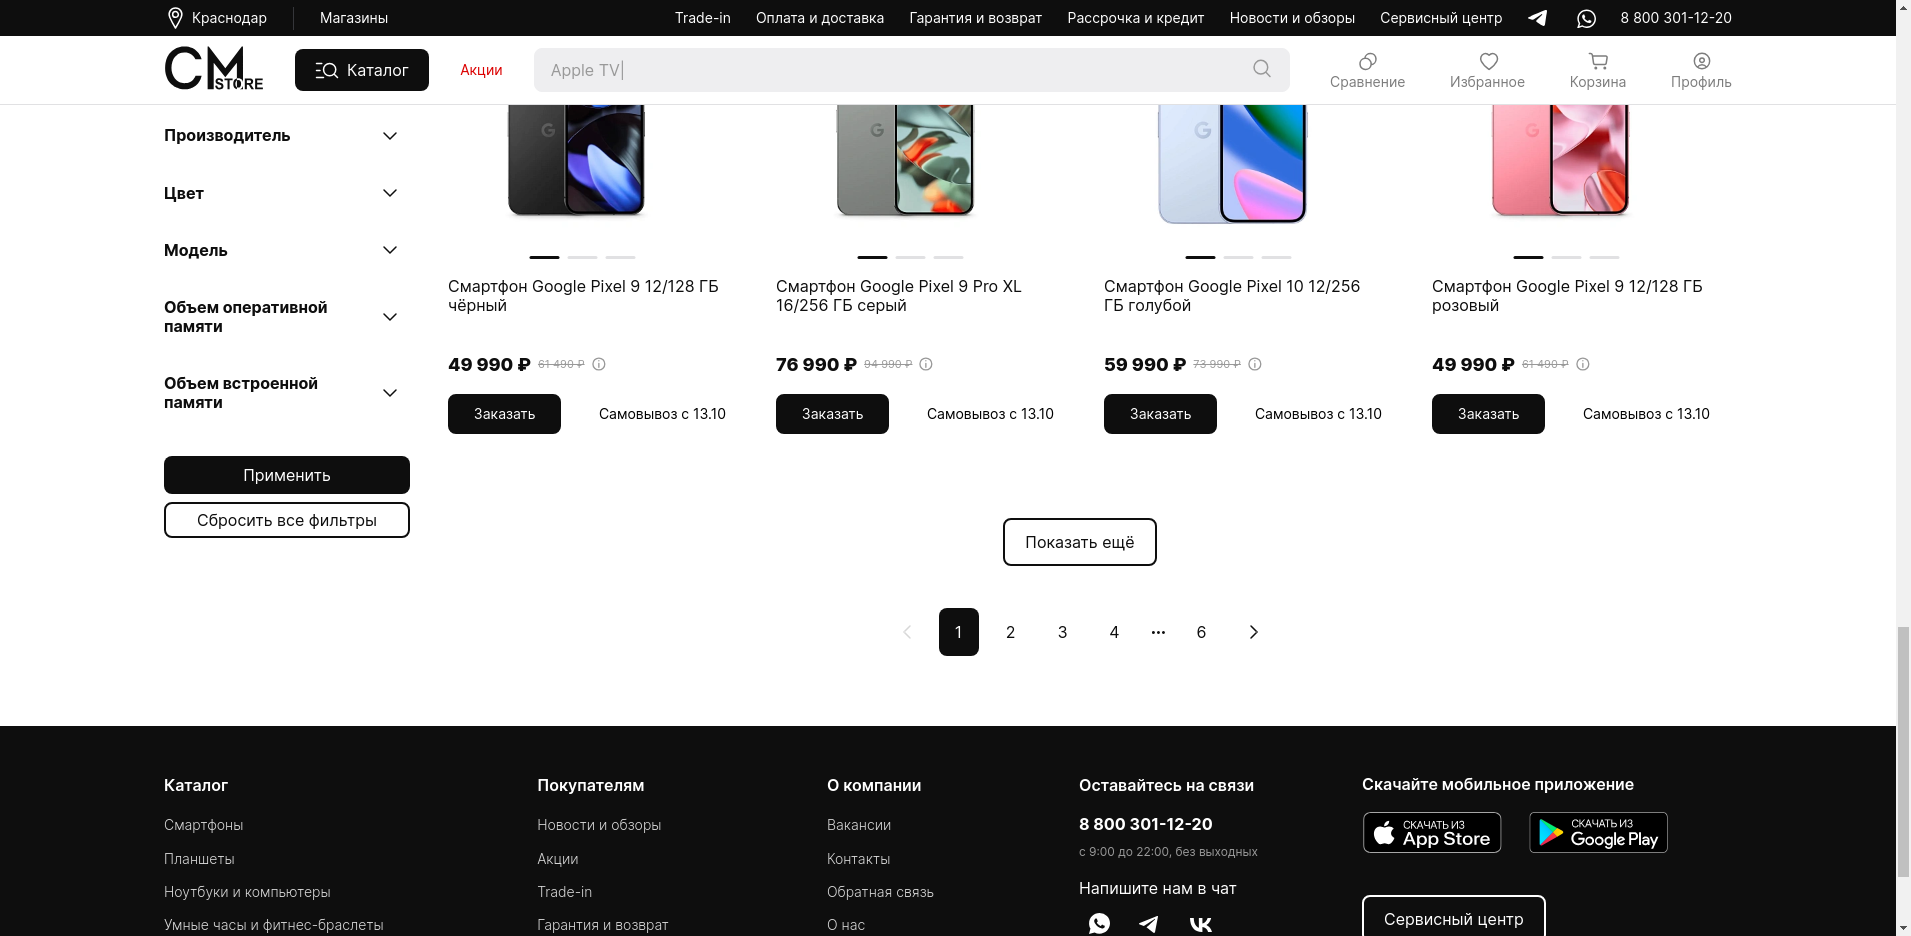 Краснодар
Магазины
Trade-in
Оплата и доставка
Гарантия и возврат
Рассрочка и кредит
Новости и обзоры
Сервисный центр
8 800 301-12-20
CM STORE
Каталог
Акции
Apple TV|
Сравнение
Избранное
Корзина
Профиль
Производитель
Цвет
Модель
Объем оперативной
памяти
Объем встроенной
памяти
Применить
Сбросить все фильтры
Смартфон Google Pixel 9 12/128 ГБ
чёрный
49 990 ₽ 61 490 ₽
Заказать
Самовывоз с 13.10
Смартфон Google Pixel 9 Pro XL
16/256 ГБ серый
76 990 ₽ 94 990 ₽
Заказать
Самовывоз с 13.10
Смартфон Google Pixel 10 12/256
ГБ голубой
59 990 ₽ 73 990 ₽
Заказать
Самовывоз с 13.10
Смартфон Google Pixel 9 12/128 ГБ
розовый
49 990 ₽ 61 490 ₽
Заказать
Самовывоз с 13.10
Показать ещё
1 2 3 4 ... 6
Каталог
Смартфоны
Планшеты
Ноутбуки и компьютеры
Умные часы и фитнес-браслеты
Покупателям
Новости и обзоры
Акции
Trade-in
Гарантия и возврат
О компании
Вакансии
Контакты
Обратная связь
О нас
Оставайтесь на связи
8 800 301-12-20
с 9:00 до 22:00, без выходных
Напишите нам в чат
Скачайте мобильное приложение
СКАЧАТЬ ИЗ
App Store
СКАЧАТЬ ИЗ
Google Play
Сервисный центр